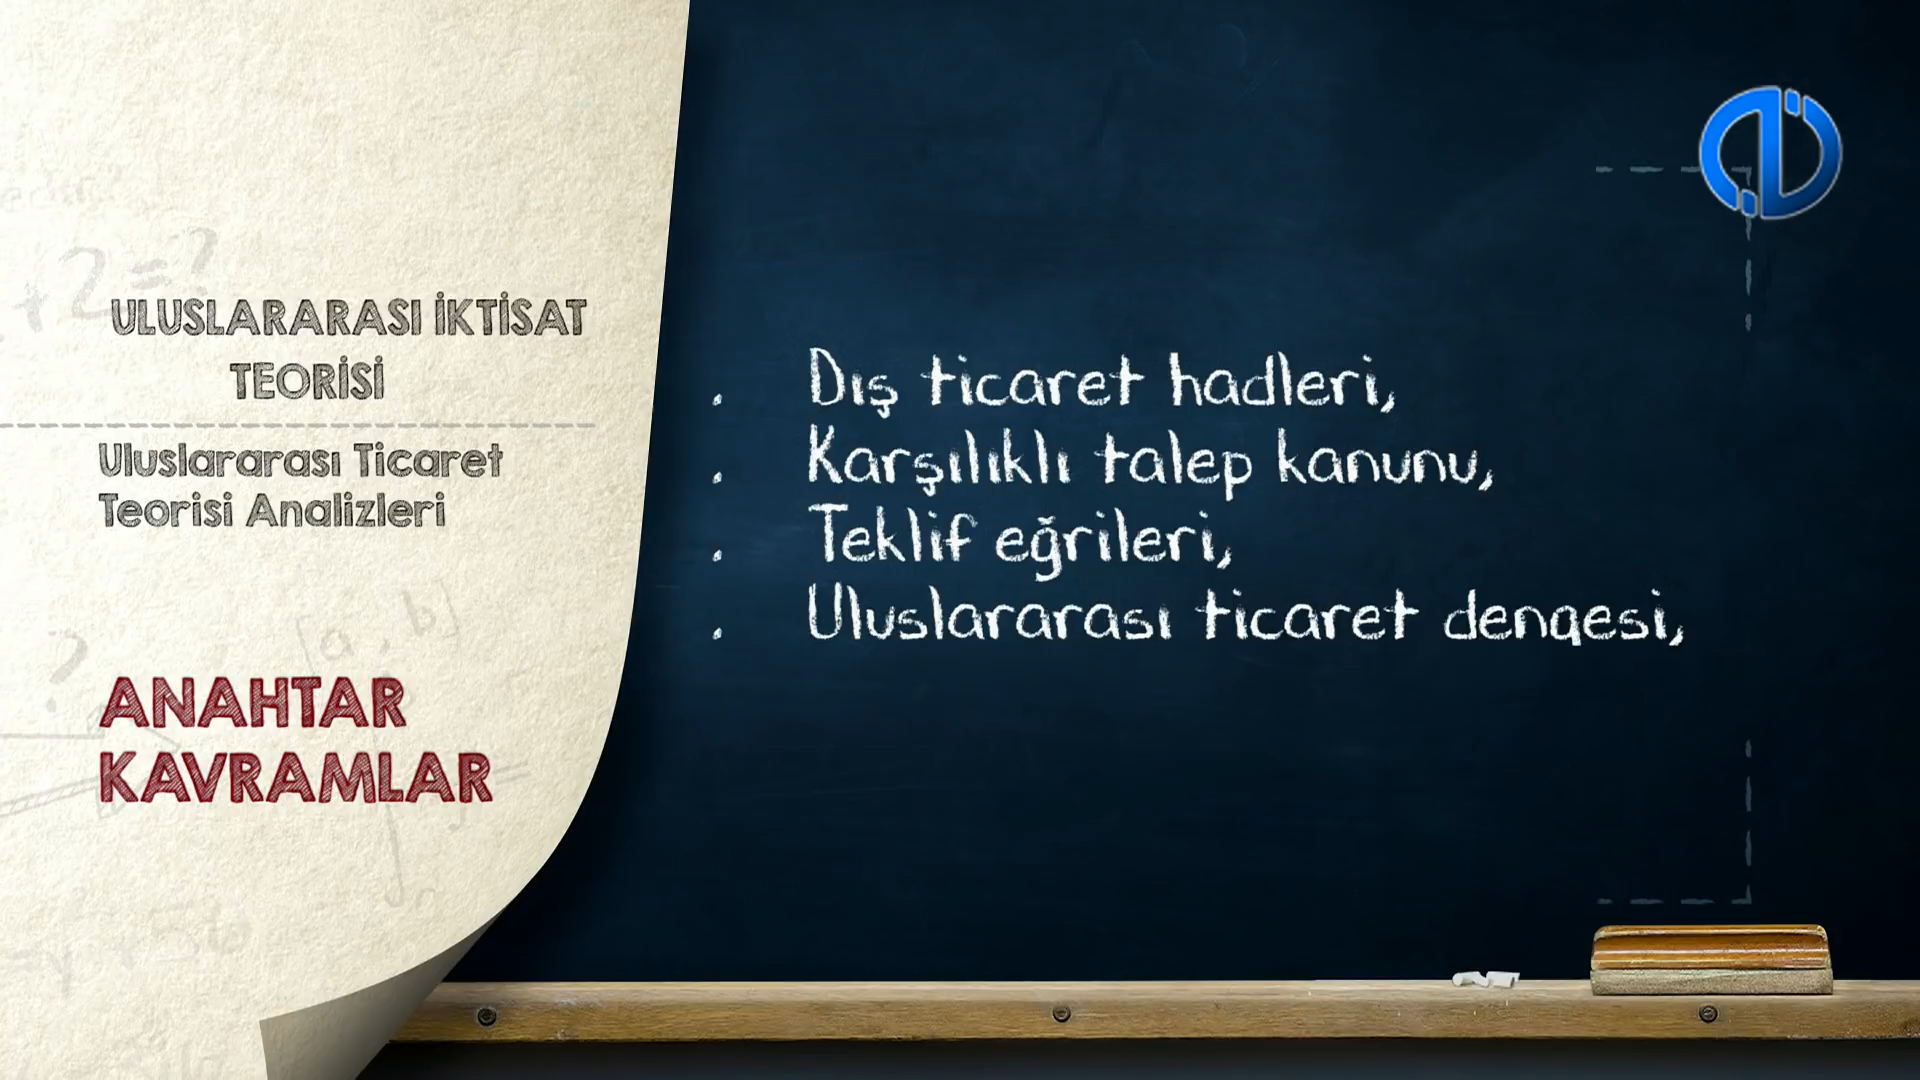 ULUSLARARASI İKTİSAT
TEORİSİ
Uluslararası Ticaret
Teorisi Analizleri
ANAHTAR
KAVRAMLAR
. Dış ticaret hadleri,
. Karşılıklı talep kanunu,
. Teklif eğrileri,
. Uluslararası ticaret dengesi,